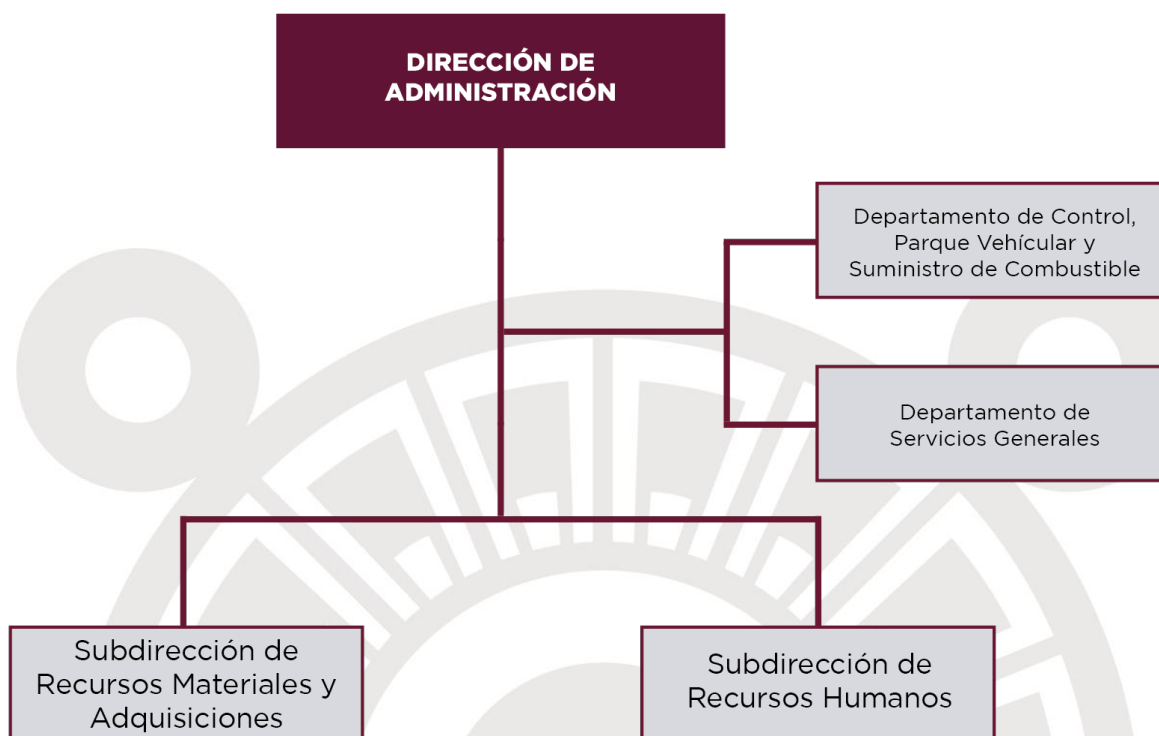 DIRECCIÓN DE
ADMINISTRACIÓN
Departamento de Control,
Parque Vehícular y
Suministro de Combustible
Departamento de
Servicios Generales
Subdirección de
Recursos Materiales y
Adquisiciones
Subdirección de
Recursos Humanos